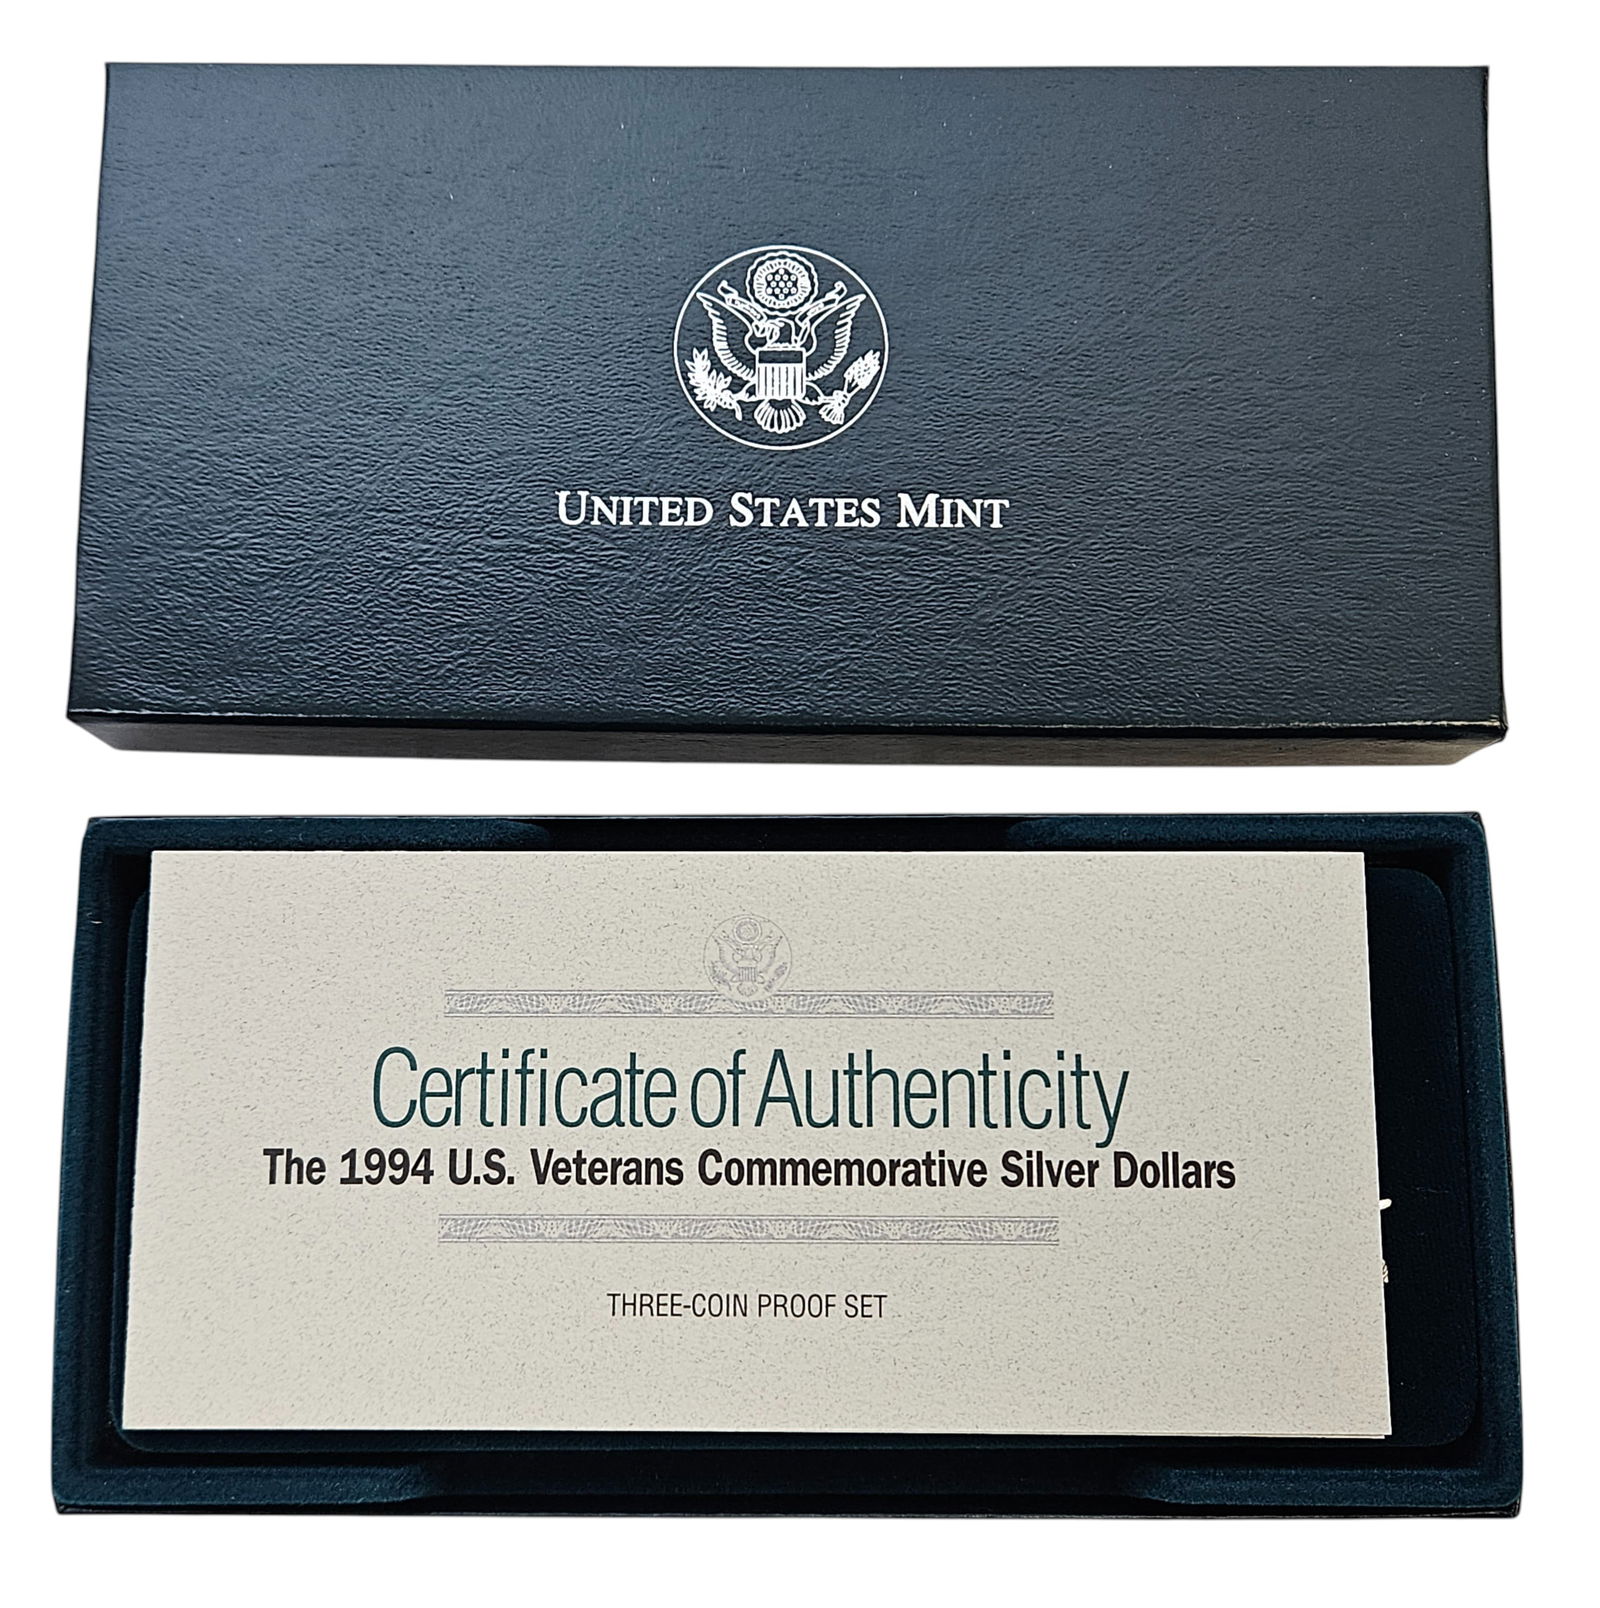 UNITED STATES MINT
Certificate of Authenticity
The 1994 U.S. Veterans Commemorative Silver Dollars
THREE-COIN PROOF SET